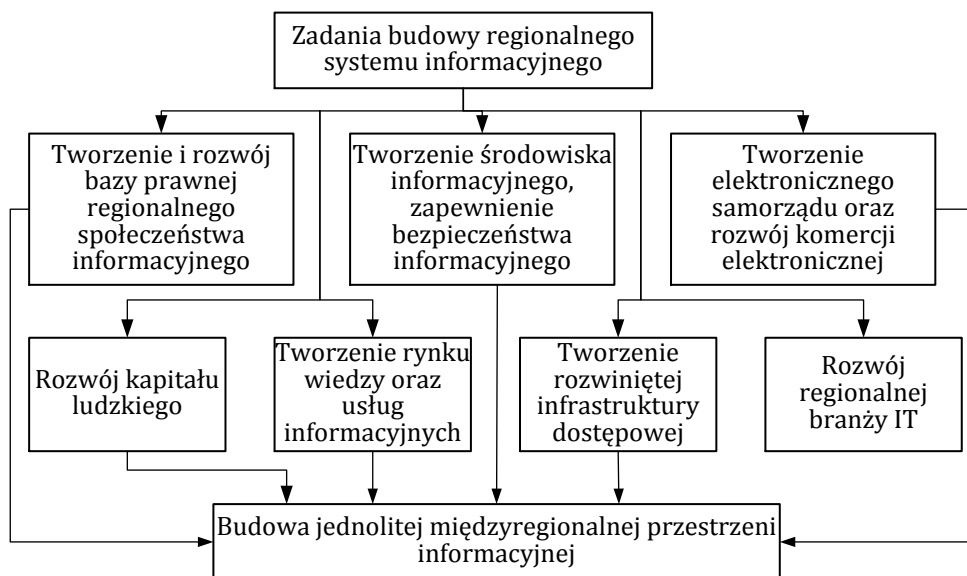 Zadania budowy regionalnego
systemu informacyjnego
Tworzenie i rozwój
bazy prawnej
regionalnego
społeczeństwa
informacyjnego
Tworzenie środowiska
informacyjnego,
zapewnienie
bezpieczeństwa
informacyjnego
Tworzenie
elektronicznego
samorządu oraz
rozwój komercji
elektronicznej
Rozwój kapitału
ludzkiego
Tworzenie rynku
wiedzy oraz
usług
informacyjnych
Tworzenie
rozwiniętej
infrastruktury
dostępowej
Rozwój
regionalnej
branży IT
Budowa jednolitej międzyregionalnej przestrzeni
informacyjnej